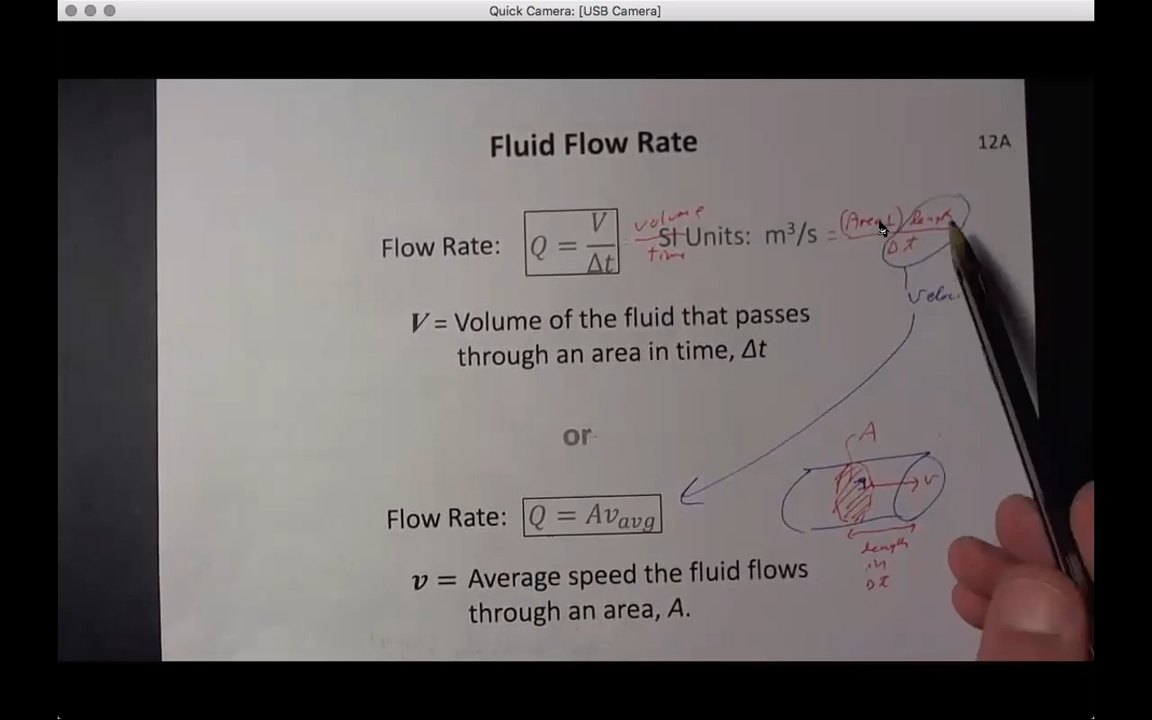 Quick Camera: [USB Camera]
Fluid Flow Rate
12A
Flow Rate: Q = V/Δt = volume/time SI Units: m³/s = (Area) length/Δt
V = Volume of the fluid that passes
through an area in time, Δt
or
A
v
Flow Rate: Q = Av_avg
length
in
Δt
v = Average speed the fluid flows
through an area, A.